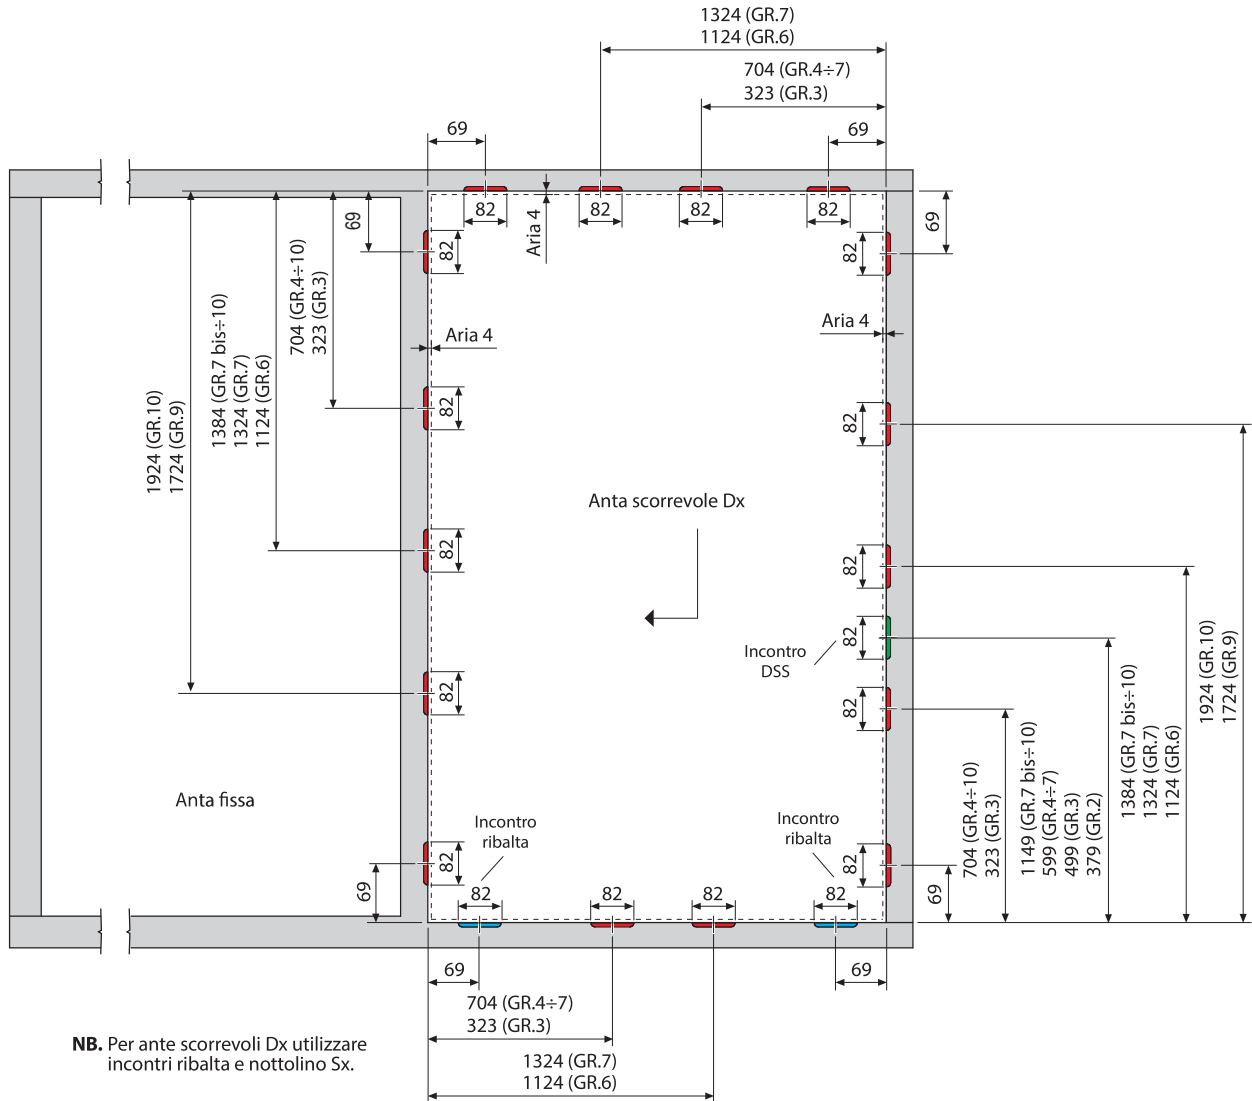 1324 (GR.7)
1124 (GR.6)
704 (GR.4÷7)
323 (GR.3)
69
69
82
82
82
82
Aria 4
69
82
82
69
704 (GR.4÷10)
323 (GR.3)
1384 (GR.7 bis÷10)
1324 (GR.7)
1124 (GR.6)
1924 (GR.10)
1724 (GR.9)
Aria 4
Aria 4
82
82
Anta scorrevole Dx
82
82
Incontro
DSS
82
82
82
Anta fissa
Incontro
ribalta
Incontro
ribalta
82
82
69
82
82
82
82
69
704 (GR.4÷10)
323 (GR.3)
1149 (GR.7 bis÷10)
599 (GR.4÷7)
499 (GR.3)
379 (GR.2)
1384 (GR.7 bis÷10)
1324 (GR.7)
1124 (GR.6)
1924 (GR.10)
1724 (GR.9)
69
69
704 (GR.4÷7)
323 (GR.3)
1324 (GR.7)
1124 (GR.6)
NB. Per ante scorrevoli Dx utilizzare
incontri ribalta e nottolino Sx.